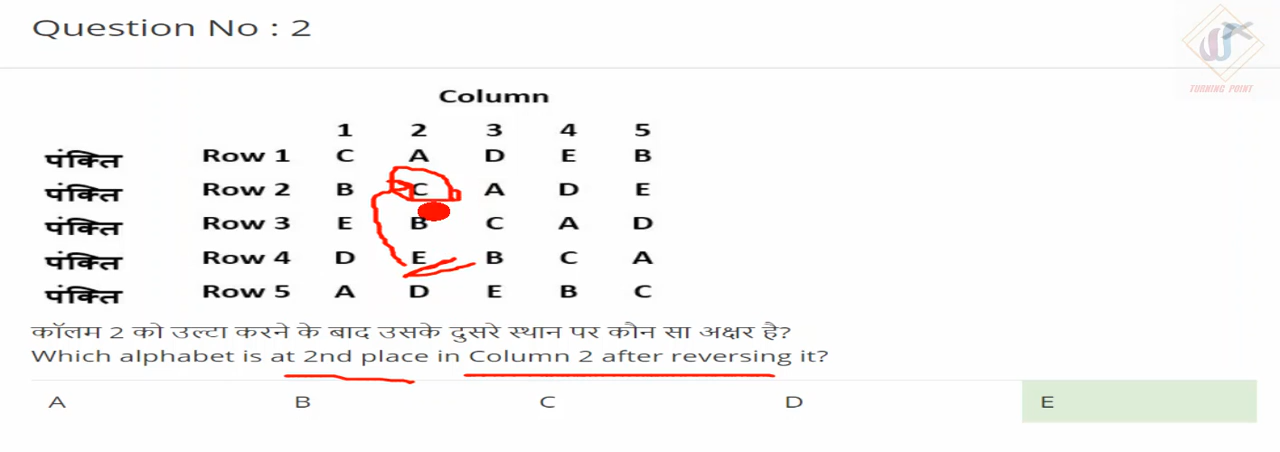 Question No : 2
TURNING POINT
Column
1 2 3 4 5
पंक्ति Row 1 C A D E B
पंक्ति Row 2 B C A D E
पंक्ति Row 3 E B C A D
पंक्ति Row 4 D E B C A
पंक्ति Row 5 A D E B C
कॉलम 2 को उल्टा करने के बाद उसके दुसरे स्थान पर कौन सा अक्षर है?
Which alphabet is at 2nd place in Column 2 after reversing it?
A B C D E